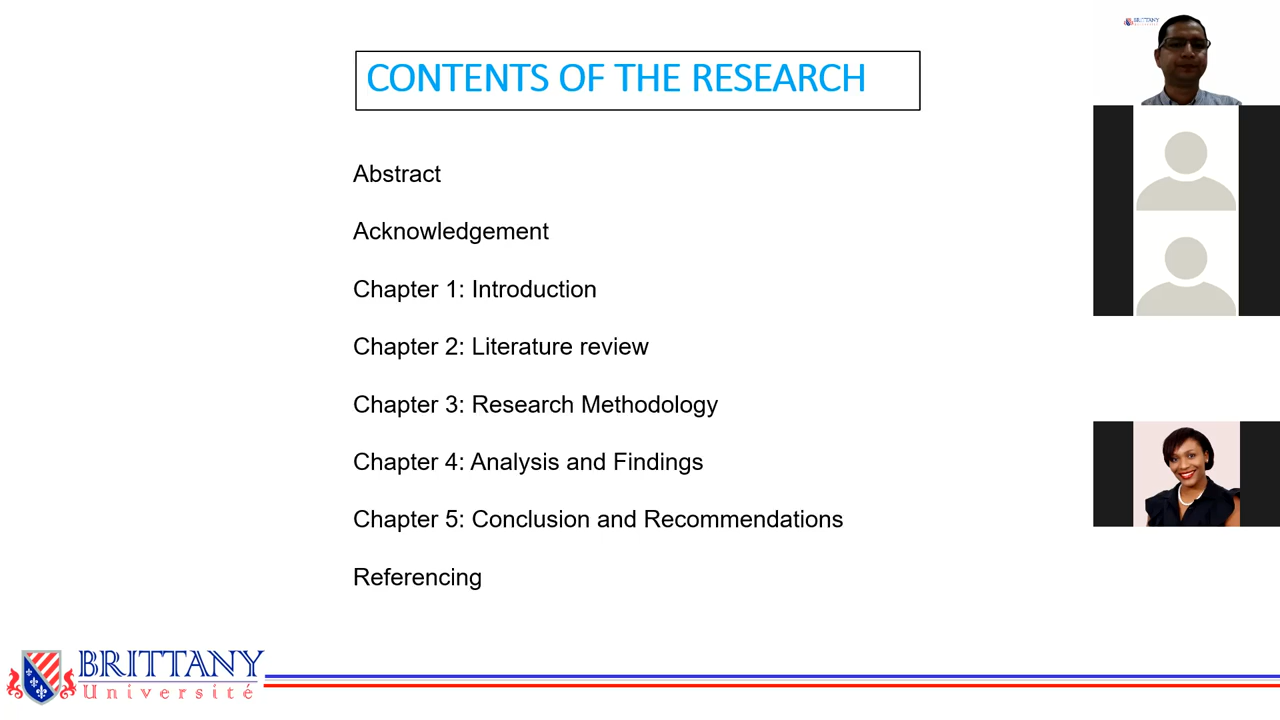 CONTENTS OF THE RESEARCH
Abstract
Acknowledgement
Chapter 1: Introduction
Chapter 2: Literature review
Chapter 3: Research Methodology
Chapter 4: Analysis and Findings
Chapter 5: Conclusion and Recommendations
Referencing
BRITTANY
Université
BRITTANY